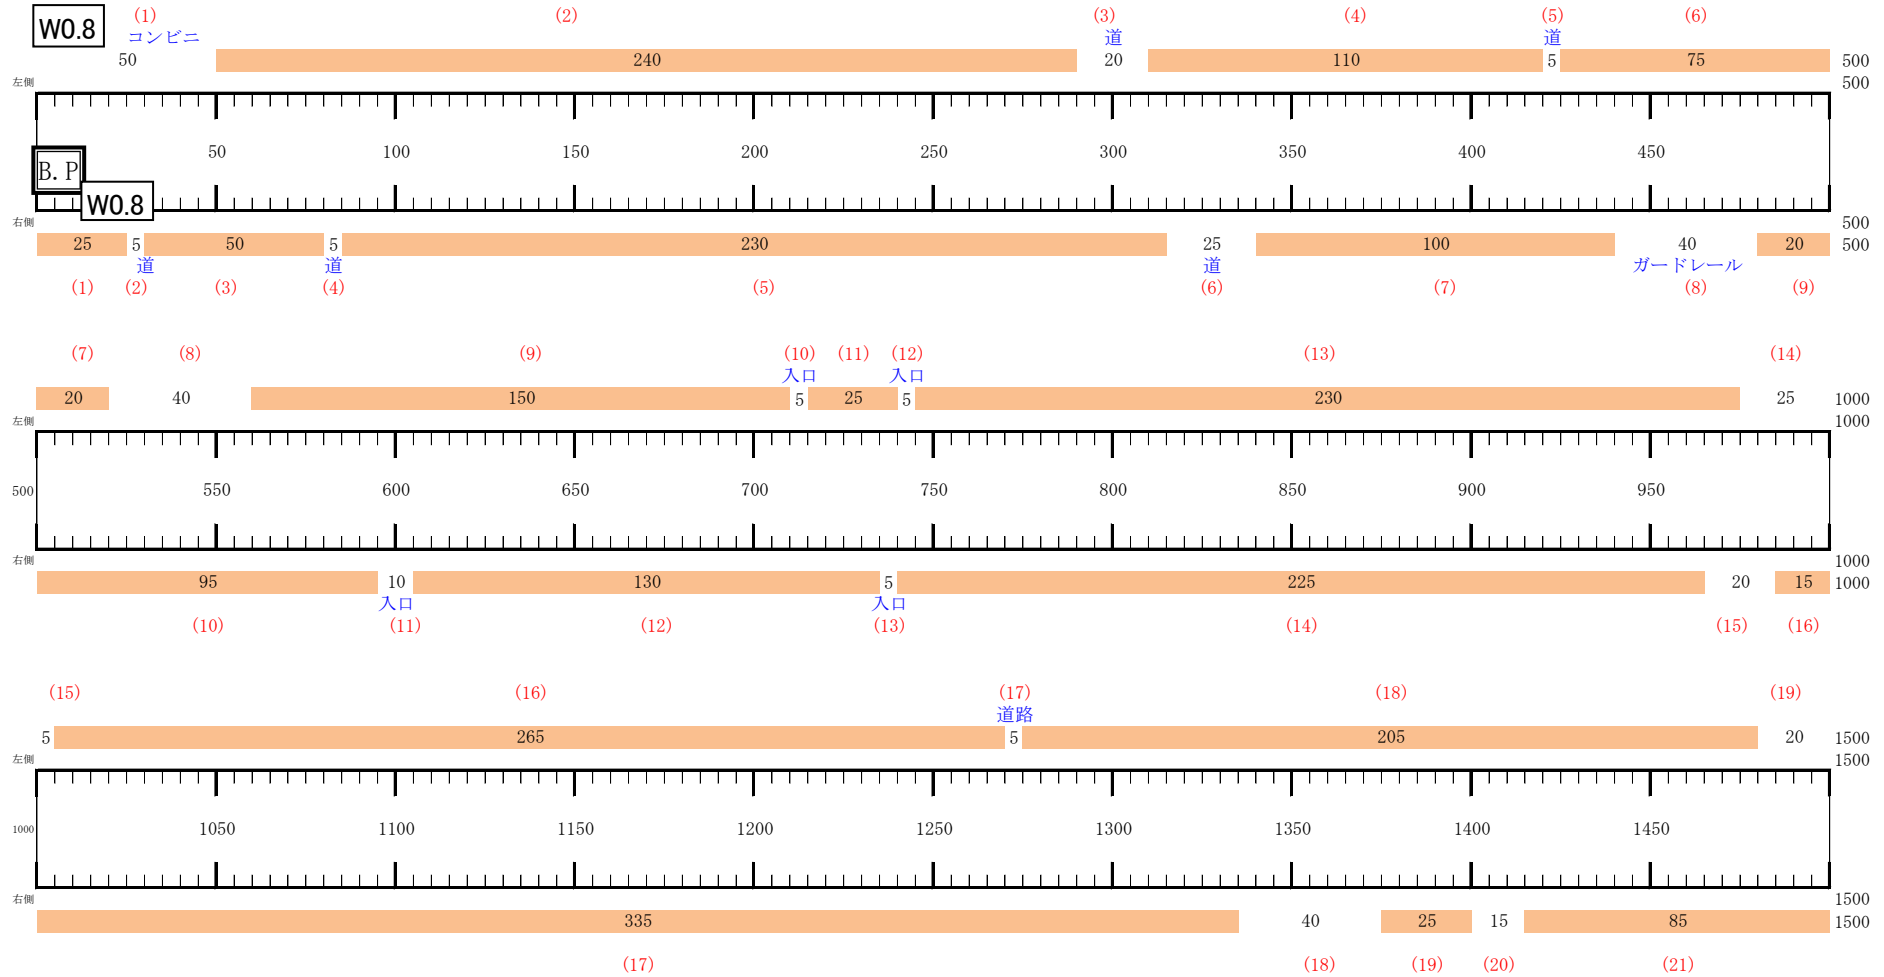 W0.8
(1) (2) (3) (4) (5) (6)
コンビニ 道 道
50 240 20 110 5 75 500
左側 500
50 100 150 200 250 300 350 400 450
B.P
W0.8
右側 500
25 5 50 5 230 25 100 40 20 500
道 道 道 ガードレール
(1) (2) (3) (4) (5) (6) (7) (8) (9)
(7) (8) (9) (10) (11) (12) (13) (14)
入口 入口
20 40 150 5 25 5 230 25 1000
左側 1000
500 550 600 650 700 750 800 850 900 950
右側 1000
95 10 130 5 225 20 15 1000
入口 入口
(10) (11) (12) (13) (14) (15) (16)
(15) (16) (17) (18) (19)
道路
5 265 5 205 20 1500
左側 1500
1000 1050 1100 1150 1200 1250 1300 1350 1400 1450
右側 1500
335 40 25 15 85 1500
(17) (18) (19) (20) (21)